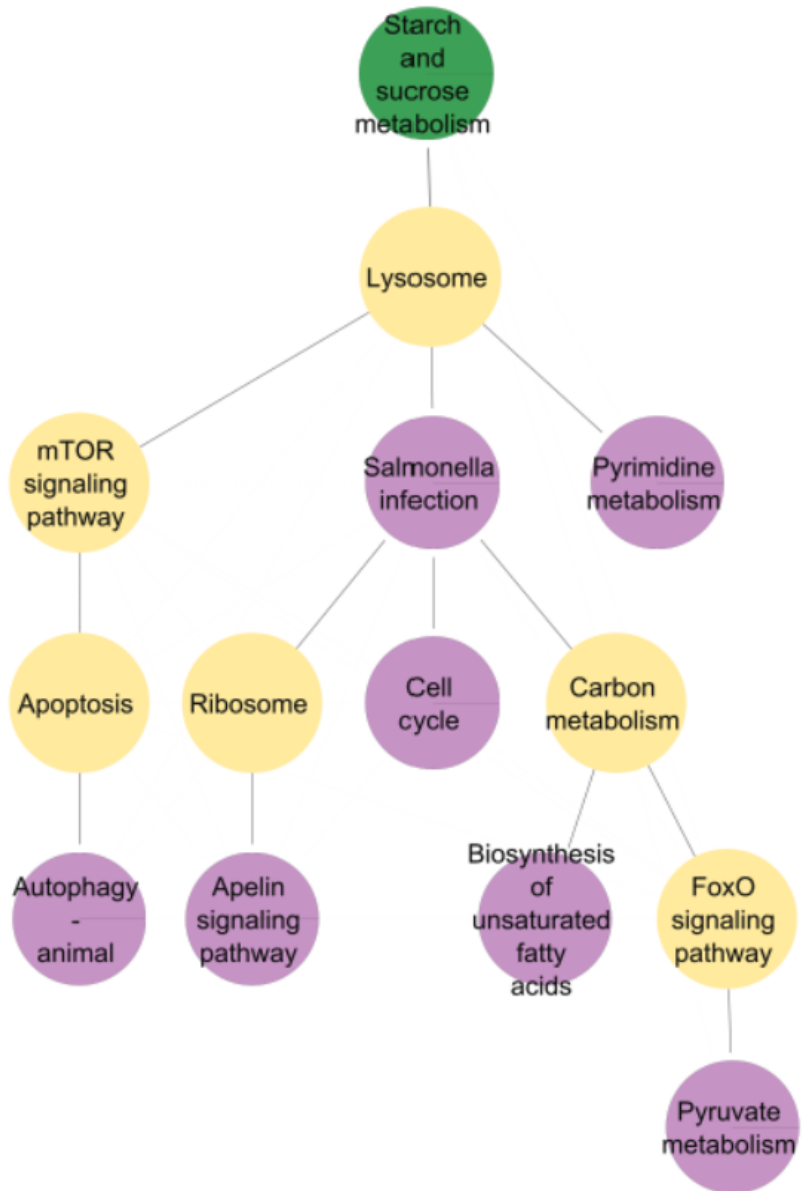 Starch
and
sucrose
metabolism
Lysosome
mTOR
signaling
pathway
Salmonella
infection
Pyrimidine
metabolism
Apoptosis
Ribosome
Cell
cycle
Carbon
metabolism
Autophagy
-
animal
Apelin
signaling
pathway
Biosynthesis
of
unsaturated
fatty
acids
FoxO
signaling
pathway
Pyruvate
metabolism